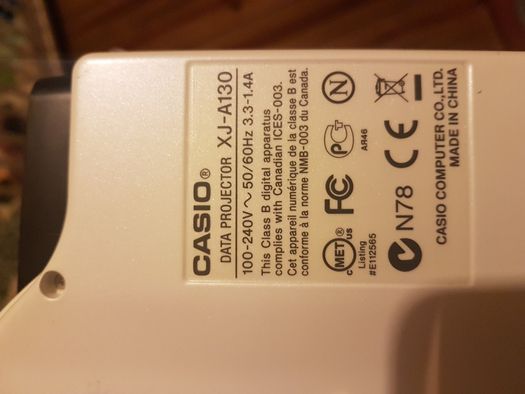 CASIO®
DATA PROJECTOR XJ-A130
100-240V ~ 50/60Hz 3.3-1.4A
This Class B digital apparatus
complies with Canadian ICES-003.
Cet appareil numérique de la classe B est
conforme à la norme NMB-003 du Canada.
c MET us ®
Listing
#E112565
FC
PCT
AR46
N
N78
CE
CASIO COMPUTER CO.,LTD.
MADE IN CHINA